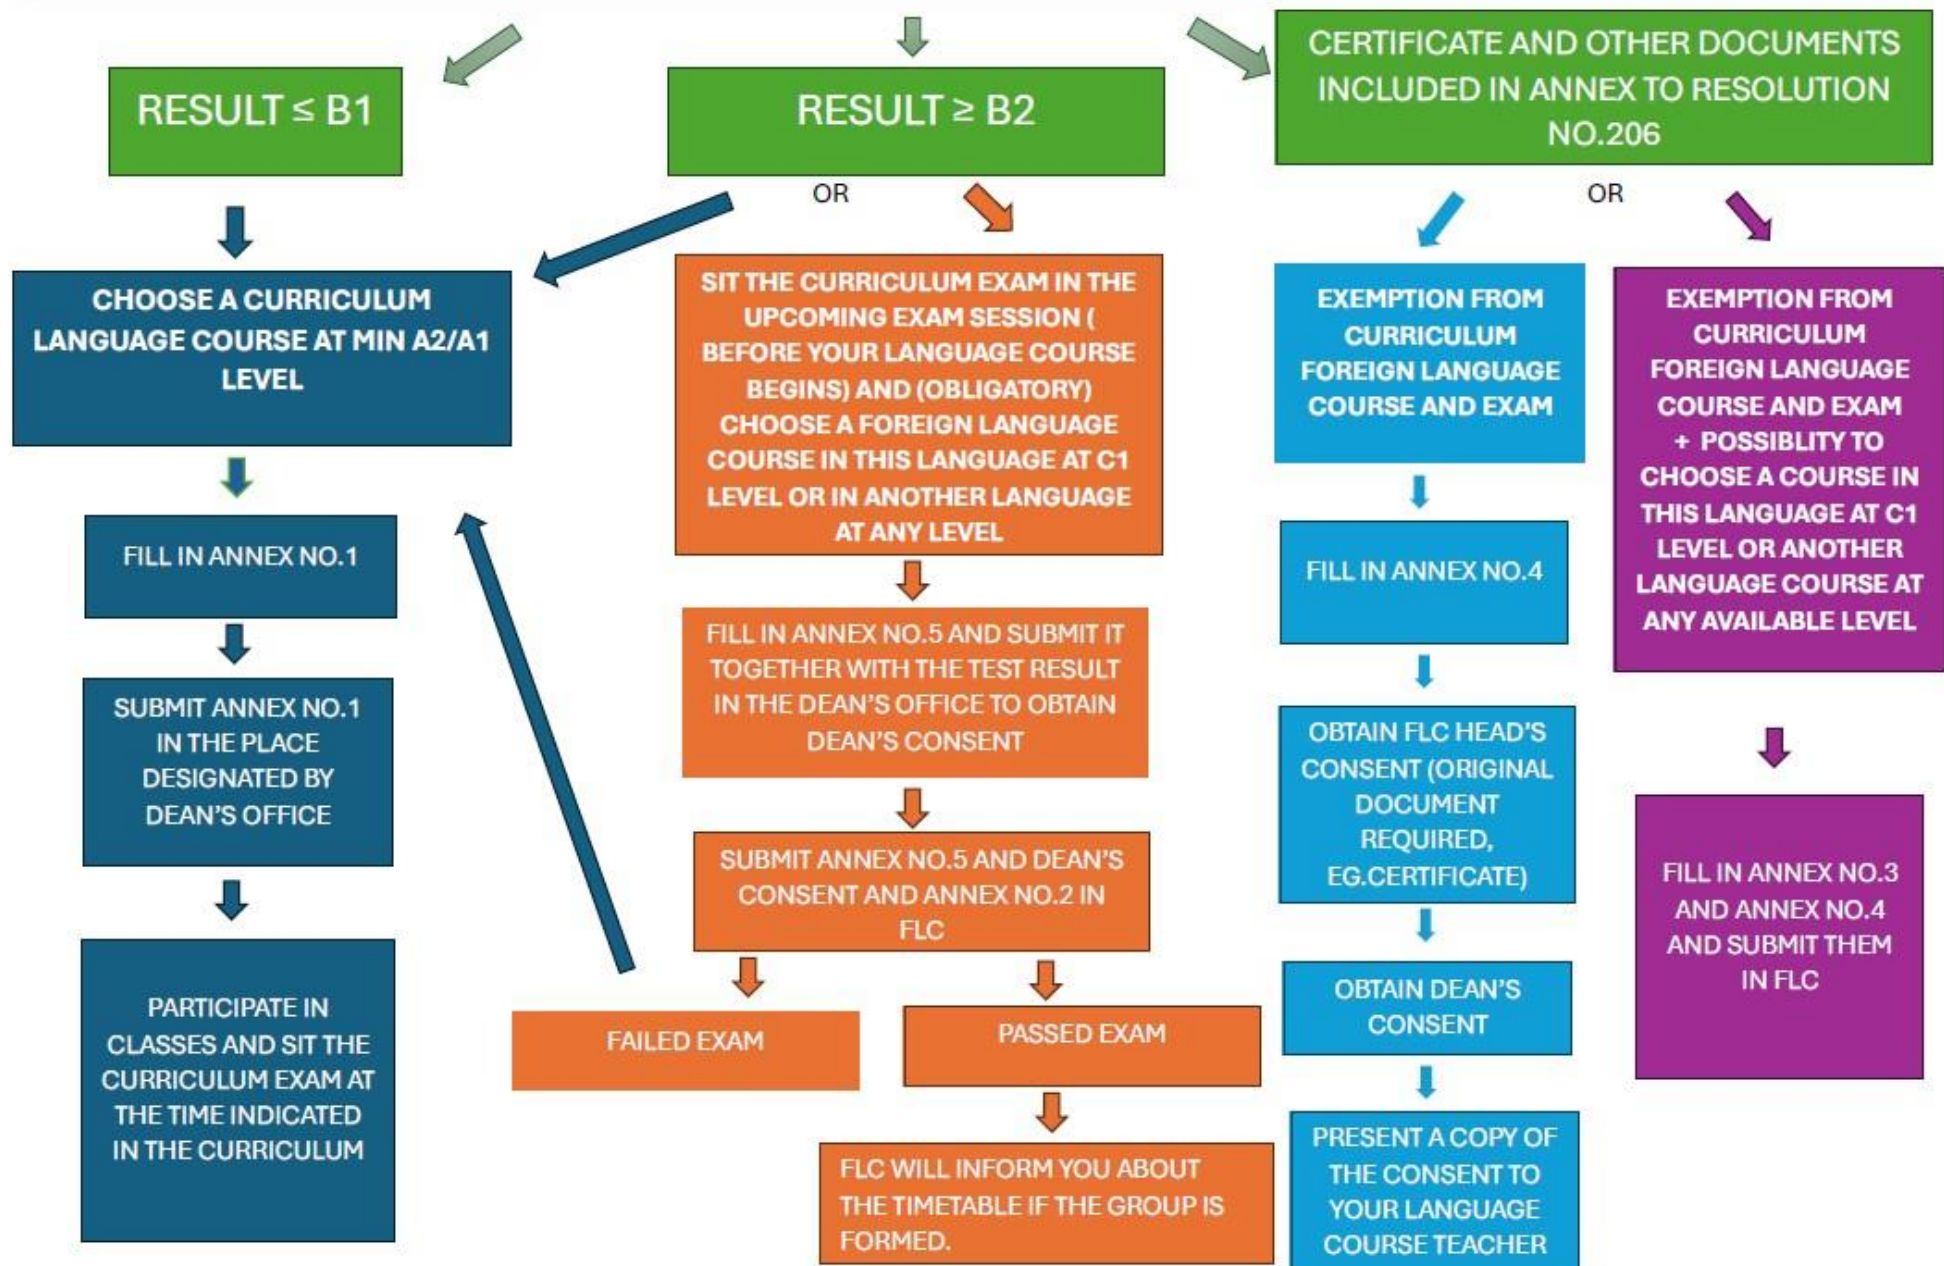 RESULT ≤ B1
RESULT ≥ B2
CERTIFICATE AND OTHER DOCUMENTS
INCLUDED IN ANNEX TO RESOLUTION
NO.206
OR
OR
CHOOSE A CURRICULUM
LANGUAGE COURSE AT MIN A2/A1
LEVEL
FILL IN ANNEX NO.1
SUBMIT ANNEX NO.1
IN THE PLACE
DESIGNATED BY
DEAN'S OFFICE
PARTICIPATE IN
CLASSES AND SIT THE
CURRICULUM EXAM AT
THE TIME INDICATED
IN THE CURRICULUM
SIT THE CURRICULUM EXAM IN THE
UPCOMING EXAM SESSION (
BEFORE YOUR LANGUAGE COURSE
BEGINS) AND (OBLIGATORY)
CHOOSE A FOREIGN LANGUAGE
COURSE IN THIS LANGUAGE AT C1
LEVEL OR IN ANOTHER LANGUAGE
AT ANY LEVEL
FILL IN ANNEX NO.5 AND SUBMIT IT
TOGETHER WITH THE TEST RESULT
IN THE DEAN'S OFFICE TO OBTAIN
DEAN'S CONSENT
SUBMIT ANNEX NO.5 AND DEAN'S
CONSENT AND ANNEX NO.2 IN
FLC
FAILED EXAM
PASSED EXAM
FLC WILL INFORM YOU ABOUT
THE TIMETABLE IF THE GROUP IS
FORMED.
EXEMPTION FROM
CURRICULUM
FOREIGN LANGUAGE
COURSE AND EXAM
FILL IN ANNEX NO.4
OBTAIN FLC HEAD'S
CONSENT (ORIGINAL
DOCUMENT
REQUIRED,
EG.CERTIFICATE)
OBTAIN DEAN'S
CONSENT
PRESENT A COPY OF
THE CONSENT TO
YOUR LANGUAGE
COURSE TEACHER
EXEMPTION FROM
CURRICULUM
FOREIGN LANGUAGE
COURSE AND EXAM
+ POSSIBLITY TO
CHOOSE A COURSE IN
THIS LANGUAGE AT C1
LEVEL OR ANOTHER
LANGUAGE COURSE AT
ANY AVAILABLE LEVEL
FILL IN ANNEX NO.3
AND ANNEX NO.4
AND SUBMIT THEM
IN FLC